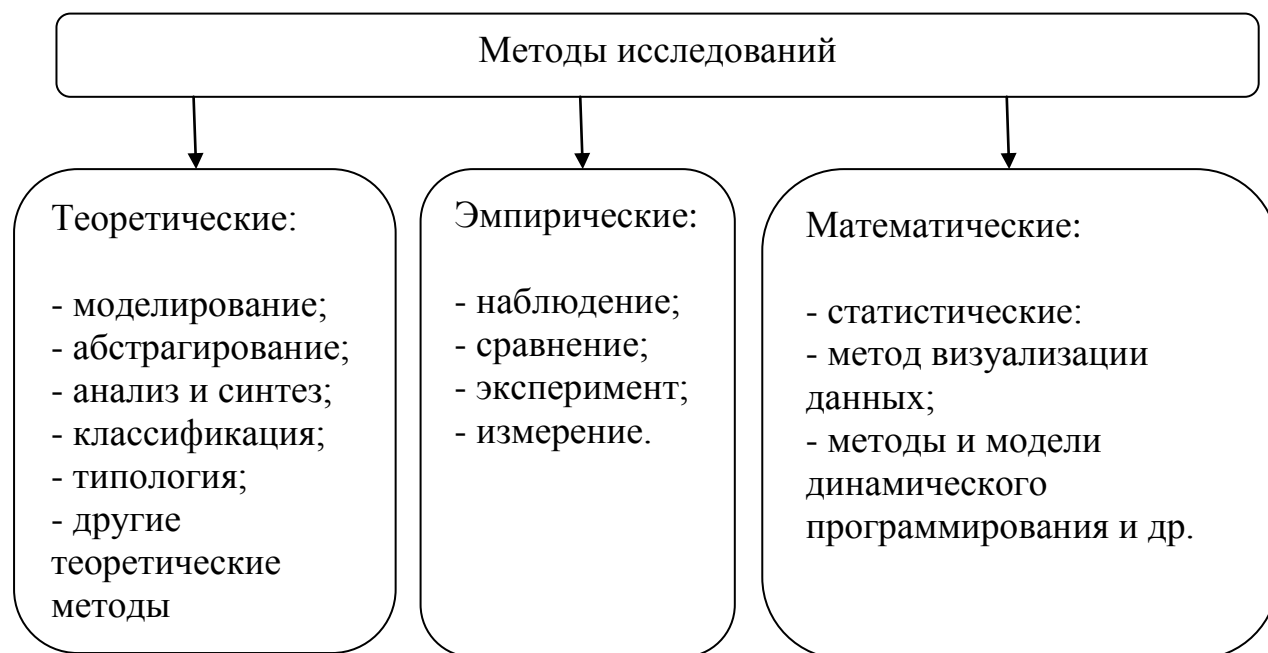 Методы исследований
Теоретические:
- моделирование;
- абстрагирование;
- анализ и синтез;
- классификация;
- типология;
- другие
теоретические
методы
Эмпирические:
- наблюдение;
- сравнение;
- эксперимент;
- измерение.
Математические:
- статистические:
- метод визуализации
данных;
- методы и модели
динамического
программирования и др.